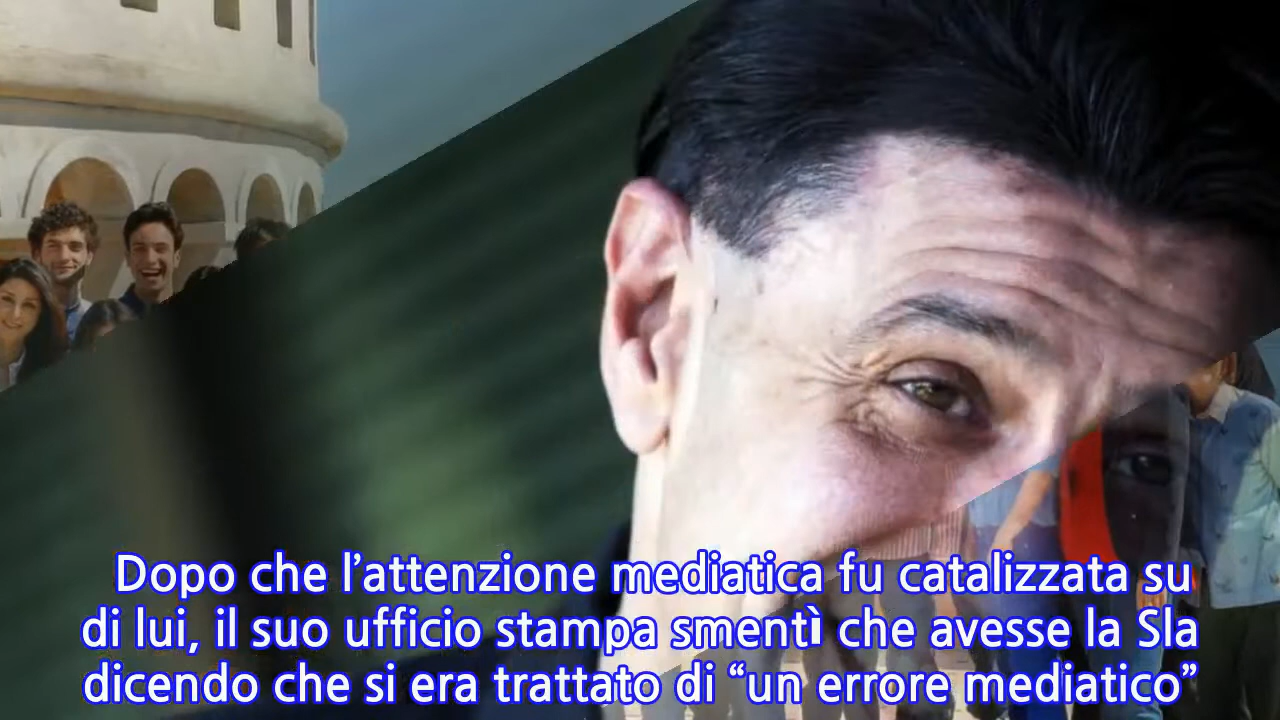 Dopo che l’attenzione mediatica fu catalizzata su
di lui, il suo ufficio stampa smentì che avesse la Sla
dicendo che si era trattato di “un errore mediatico”